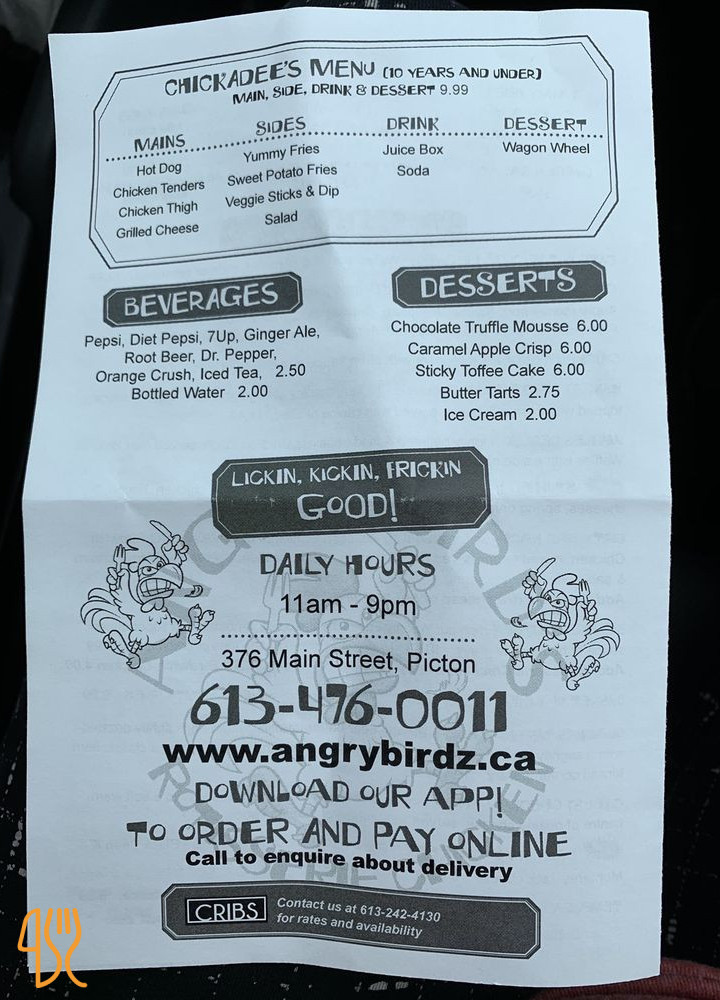 CHICKADEE'S MENU (10 YEARS AND UNDER)
MAIN, SIDE, DRINK & DESSERT 9.99
MAINS
Hot Dog
Chicken Tenders
Chicken Thigh
Grilled Cheese
SIDES
Yummy Fries
Sweet Potato Fries
Veggie Sticks & Dip
Salad
DRINK
Juice Box
Soda
DESSERT
Wagon Wheel
BEVERAGES
Pepsi, Diet Pepsi, 7Up, Ginger Ale,
Root Beer, Dr. Pepper,
Orange Crush, Iced Tea, 2.50
Bottled Water 2.00
DESSERTS
Chocolate Truffle Mousse 6.00
Caramel Apple Crisp 6.00
Sticky Toffee Cake 6.00
Butter Tarts 2.75
Ice Cream 2.00
LICKIN, KICKIN, FRICKIN
GOOD!
DAILY HOURS
11am - 9pm
376 Main Street, Picton
613-476-0011
www.angrybirdz.ca
DOWNLOAD OUR APP!
TO ORDER AND PAY ONLINE
Call to enquire about delivery
CRIBS
Contact us at 613-242-4130
for rates and availability